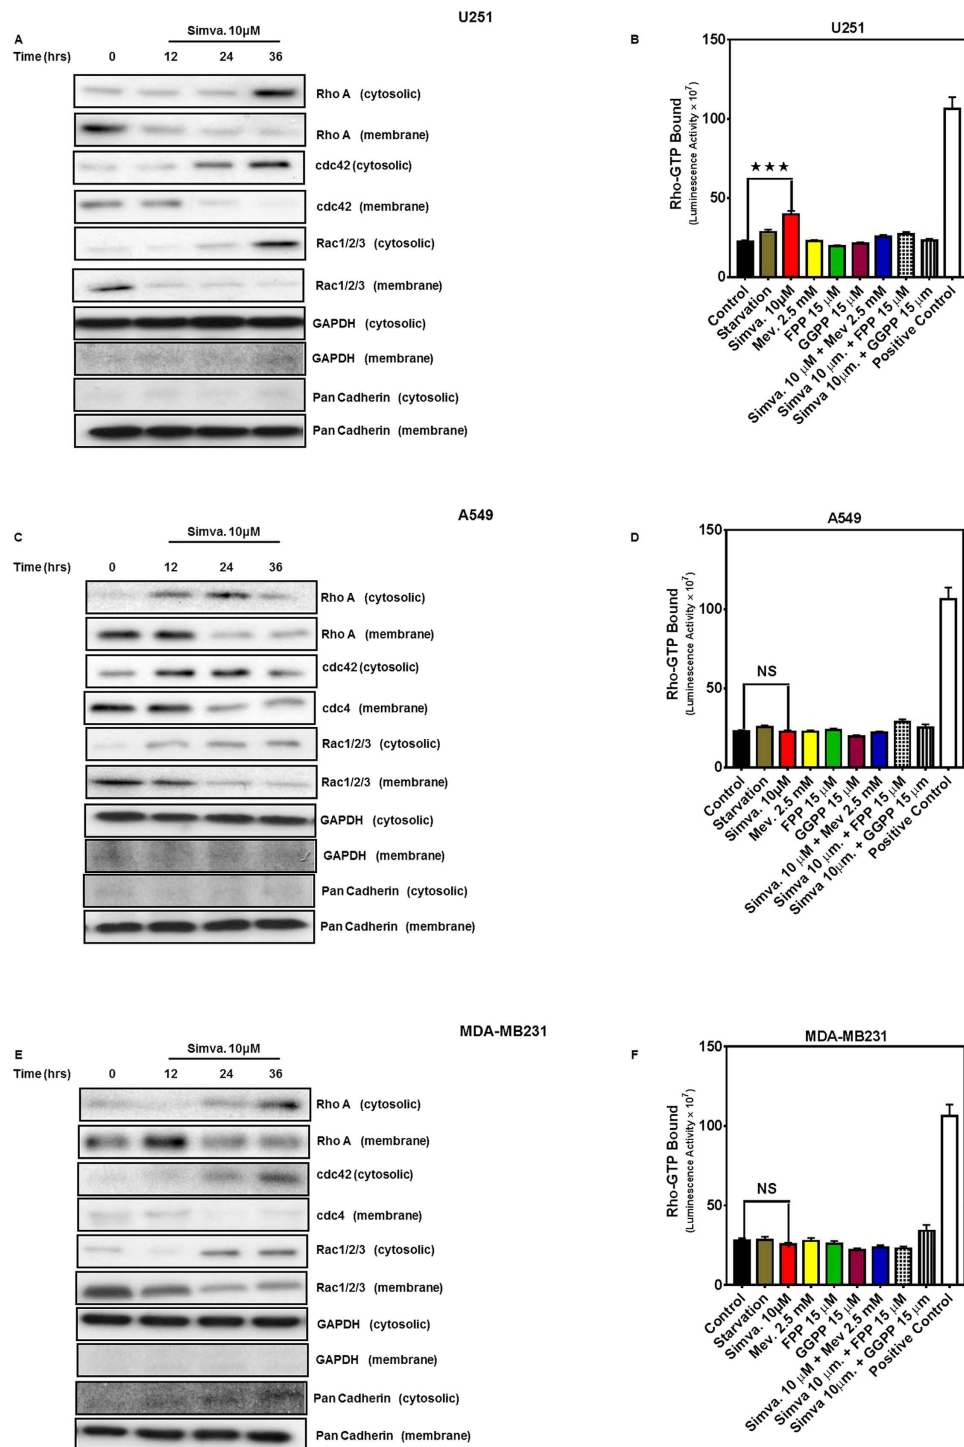 U251
A
Simva. 10µM
Time (hrs) 0 12 24 36
Rho A (cytosolic)
Rho A (membrane)
cdc42 (cytosolic)
cdc42 (membrane)
Rac1/2/3 (cytosolic)
Rac1/2/3 (membrane)
GAPDH (cytosolic)
GAPDH (membrane)
Pan Cadherin (cytosolic)
Pan Cadherin (membrane)
B
U251
Rho-GTP Bound
(Luminescence Activity × 10⁷)
150
100
50
0
★★★
Control
Starvation
Simva. 10µM
Mev. 2.5 mM
FPP 15 µM
GGPP 15 µM
Simva. 10 µM + Mev 2.5 mM
Simva 10 µm. + FPP 15 µM
Simva 10µm. + GGPP 15 µm
Positive Control
A549
C
Simva. 10µM
Time (hrs) 0 12 24 36
Rho A (cytosolic)
Rho A (membrane)
cdc42 (cytosolic)
cdc4 (membrane)
Rac1/2/3 (cytosolic)
Rac1/2/3 (membrane)
GAPDH (cytosolic)
GAPDH (membrane)
Pan Cadherin (cytosolic)
Pan Cadherin (membrane)
D
A549
Rho-GTP Bound
(Luminescence Activity × 10⁷)
150
100
50
0
NS
Control
Starvation
Simva. 10µM
Mev. 2.5 mM
FPP 15 µM
GGPP 15 µM
Simva. 10 µM + Mev 2.5 mM
Simva 10 µm. + FPP 15 µM
Simva 10µm. + GGPP 15 µm
Positive Control
MDA-MB231
E
Simva. 10µM
Time (hrs) 0 12 24 36
Rho A (cytosolic)
Rho A (membrane)
cdc42 (cytosolic)
cdc4 (membrane)
Rac1/2/3 (cytosolic)
Rac1/2/3 (membrane)
GAPDH (cytosolic)
GAPDH (membrane)
Pan Cadherin (cytosolic)
Pan Cadherin (membrane)
F
MDA-MB231
Rho-GTP Bound
(Luminescence Activity × 10⁷)
150
100
50
0
NS
Control
Starvation
Simva. 10µM
Mev. 2.5 mM
FPP 15 µM
GGPP 15 µM
Simva. 10 µM + Mev 2.5 mM
Simva 10 µm. + FPP 15 µM
Simva 10µm. + GGPP 15 µm
Positive Control